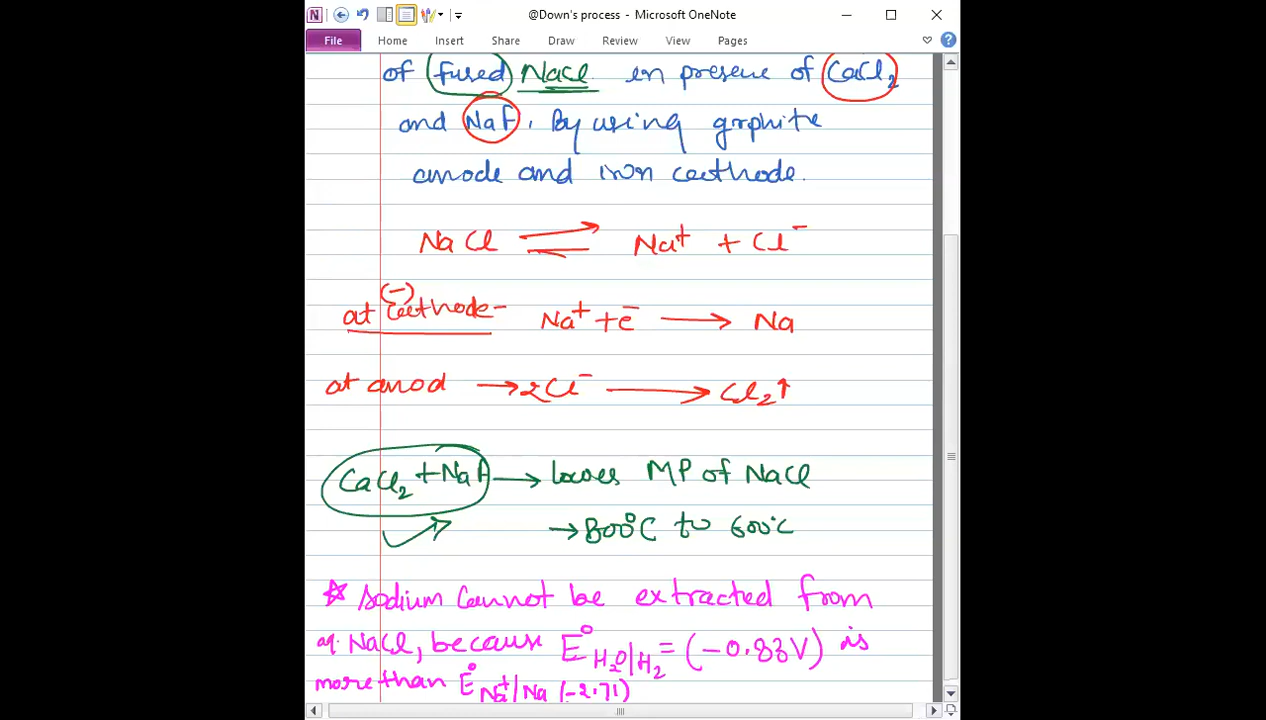 @Down's process - Microsoft OneNote
File Home Insert Share Draw Review View Pages
of fused NaCl in presene of CaCl₂
and NaF. By using grphite
anode and iron cathode.
NaCl ⇌ Na⁺ + Cl⁻
(-)
at cathode- Na⁺ + e⁻ → Na
at anod → 2Cl⁻ → Cl₂↑
CaCl₂ + NaF → lowes MP of NaCl
→ 800°C to 600°C
☆ Sodium Cannot be extracted from
aq. NaCl, because E° H₂O|H₂ = (-0.83V) is
more than E° Na⁺|Na (-2.71)